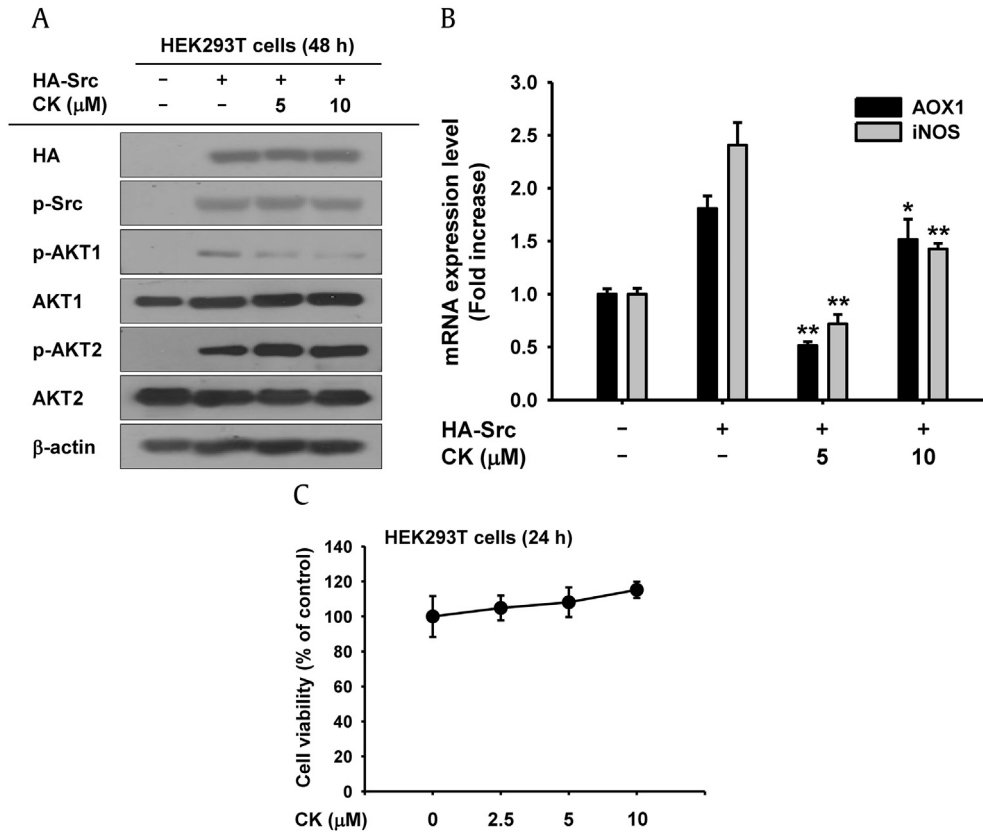 A
HEK293T cells (48 h)
HA-Src – + + +
CK (μM) – – 5 10
HA
p-Src
p-AKT1
AKT1
p-AKT2
AKT2
β-actin
B
mRNA expression level
(Fold increase)
3.0
2.5
2.0
1.5
1.0
0.5
0.0
AOX1
iNOS
**
**
*
**
HA-Src – + + +
CK (μM) – – 5 10
C
HEK293T cells (24 h)
Cell viability (% of control)
140
120
100
80
60
40
20
0
CK (μM) 0 2.5 5 10